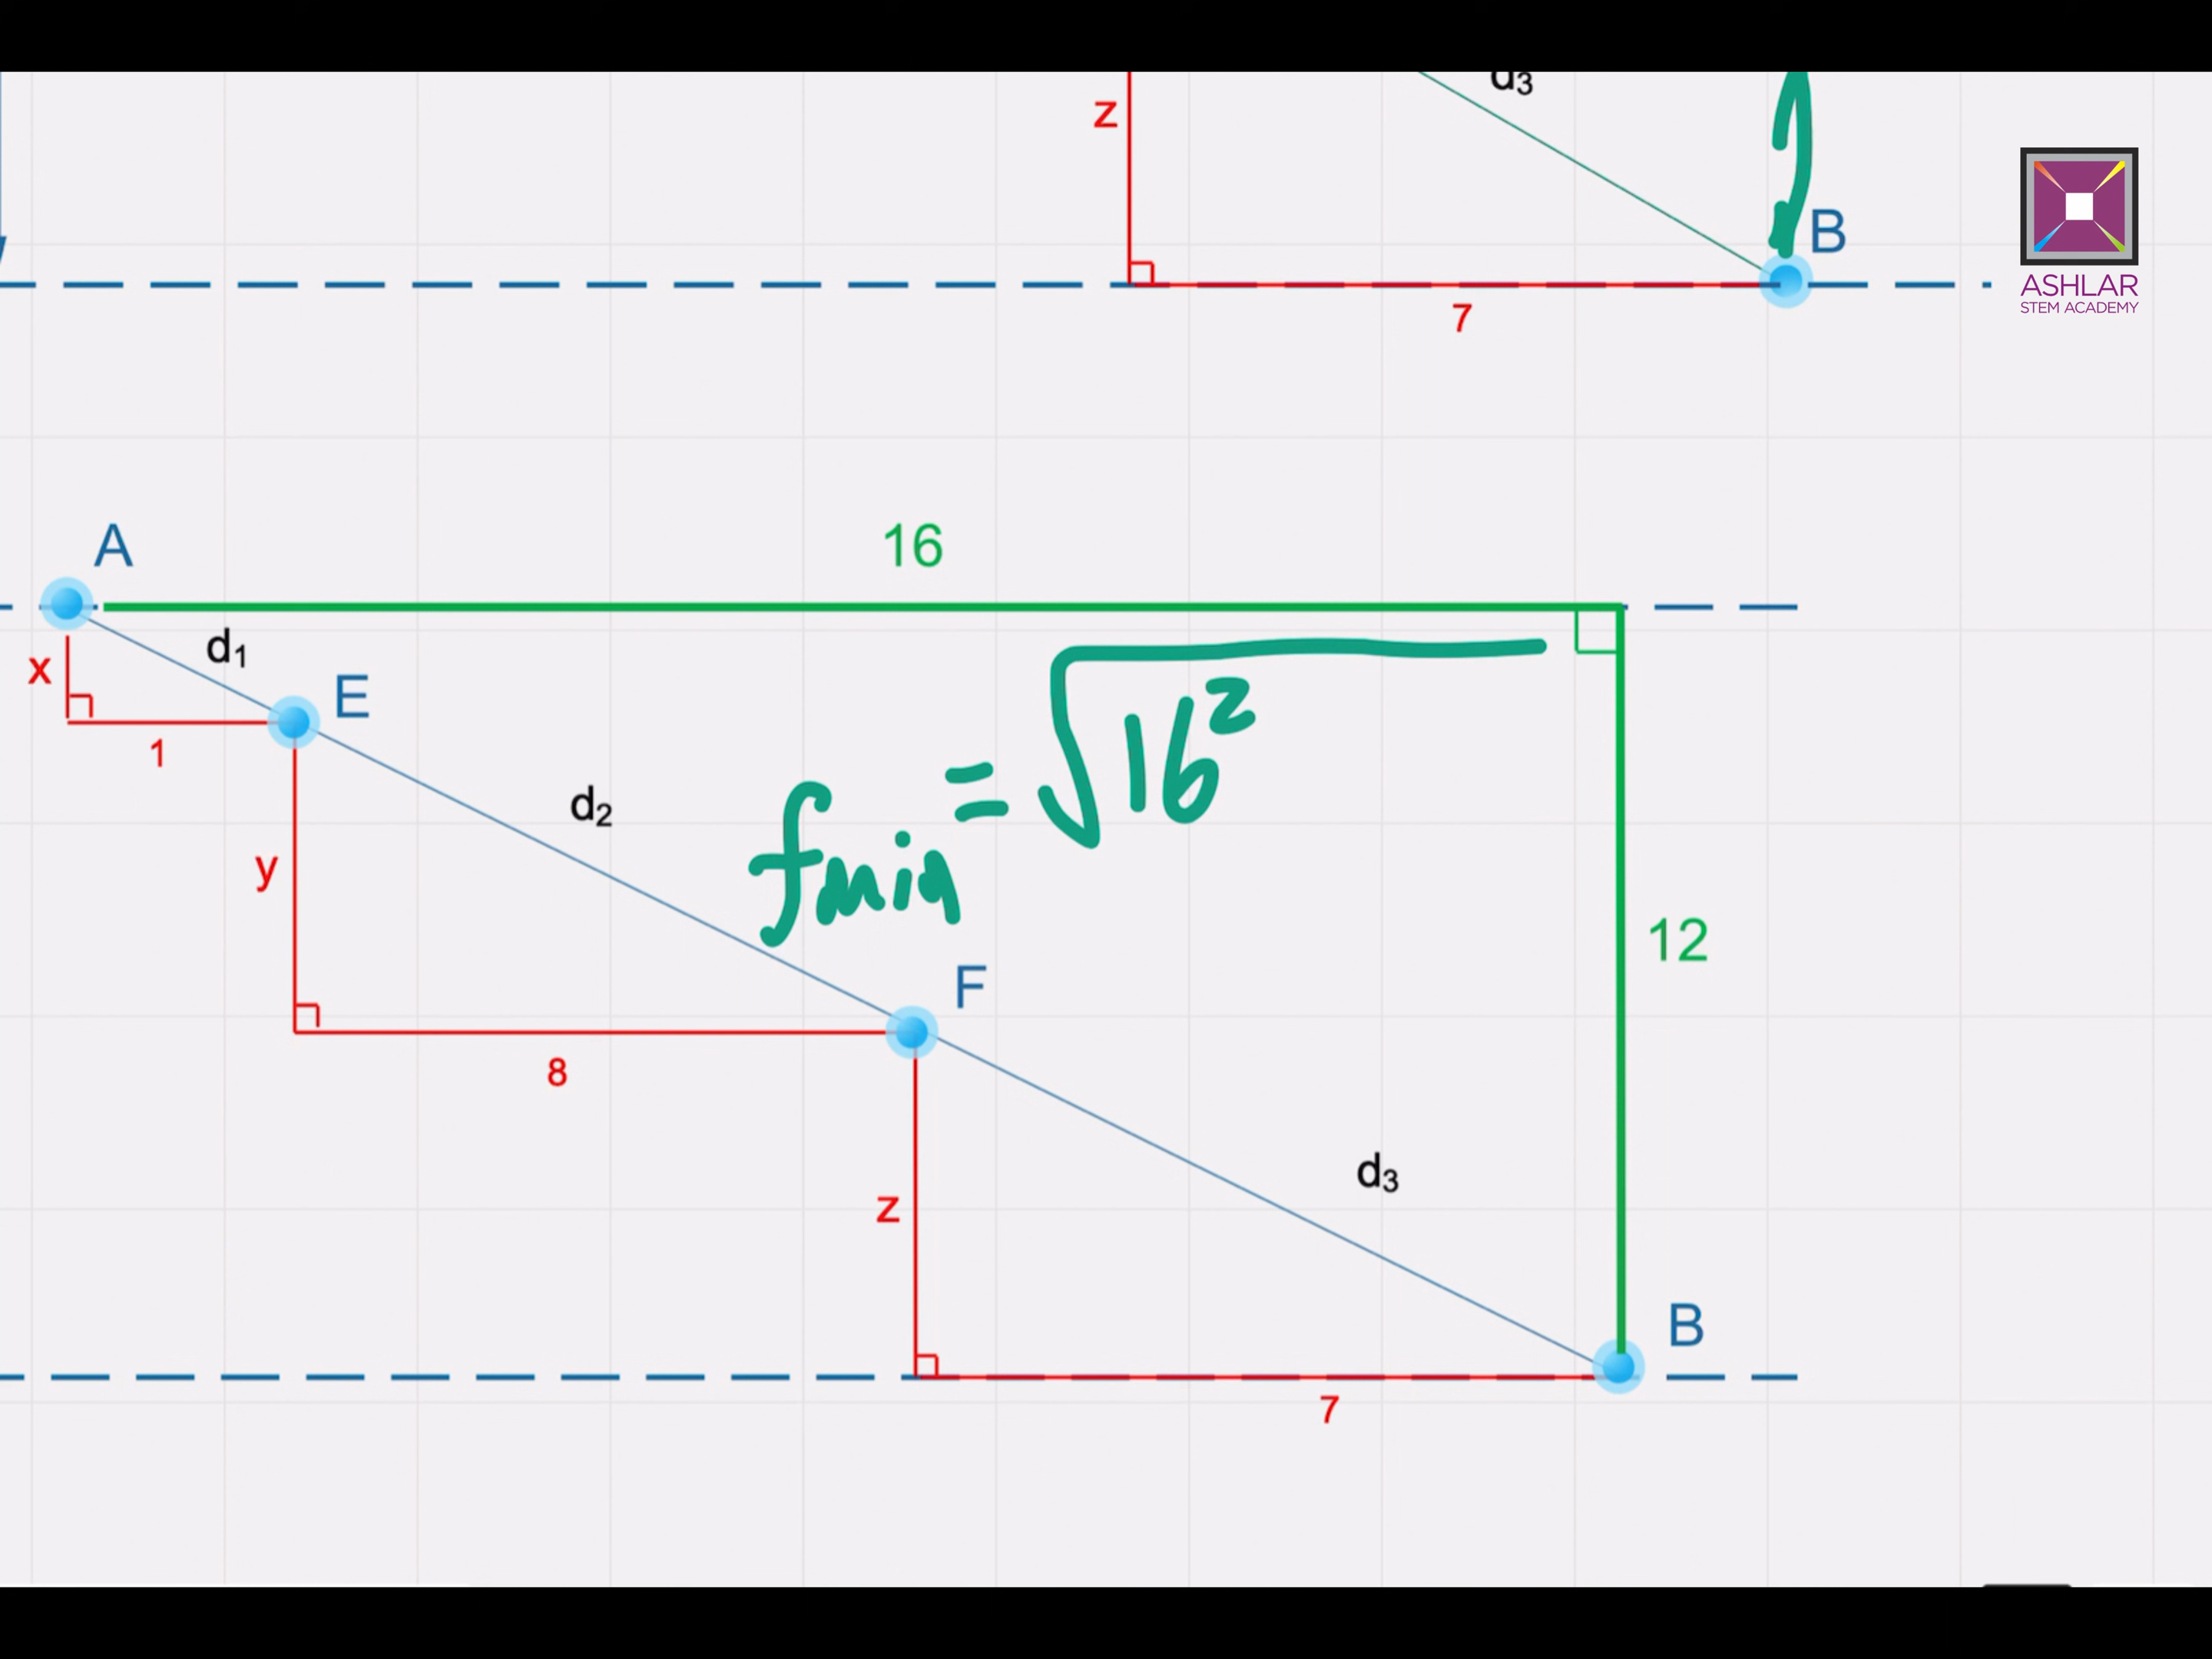 d₃
z
B
ASHLAR
STEM ACADEMY
7
A
16
x
d₁
E
1
fmin = √16²
d₂
y
12
F
8
d₃
z
B
7